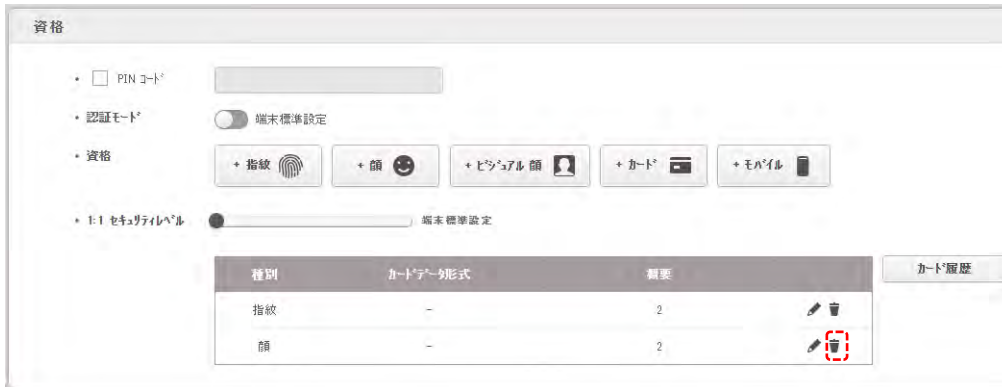 資格
• PIN コード
• 認証モード 端末標準設定
• 資格 + 指紋 + 顔 + ビジュアル 顔 + カード + モバイル
• 1:1 セキュリティレベル 端末標準設定
種別 カードデータ形式 概要 カード履歴
指紋 - 2
顔 - 2